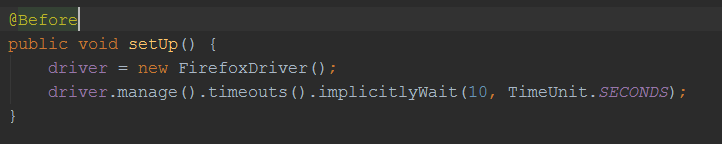 @Before
public void setUp() {
    driver = new FirefoxDriver();
    driver.manage().timeouts().implicitlyWait(10, TimeUnit.SECONDS);
}